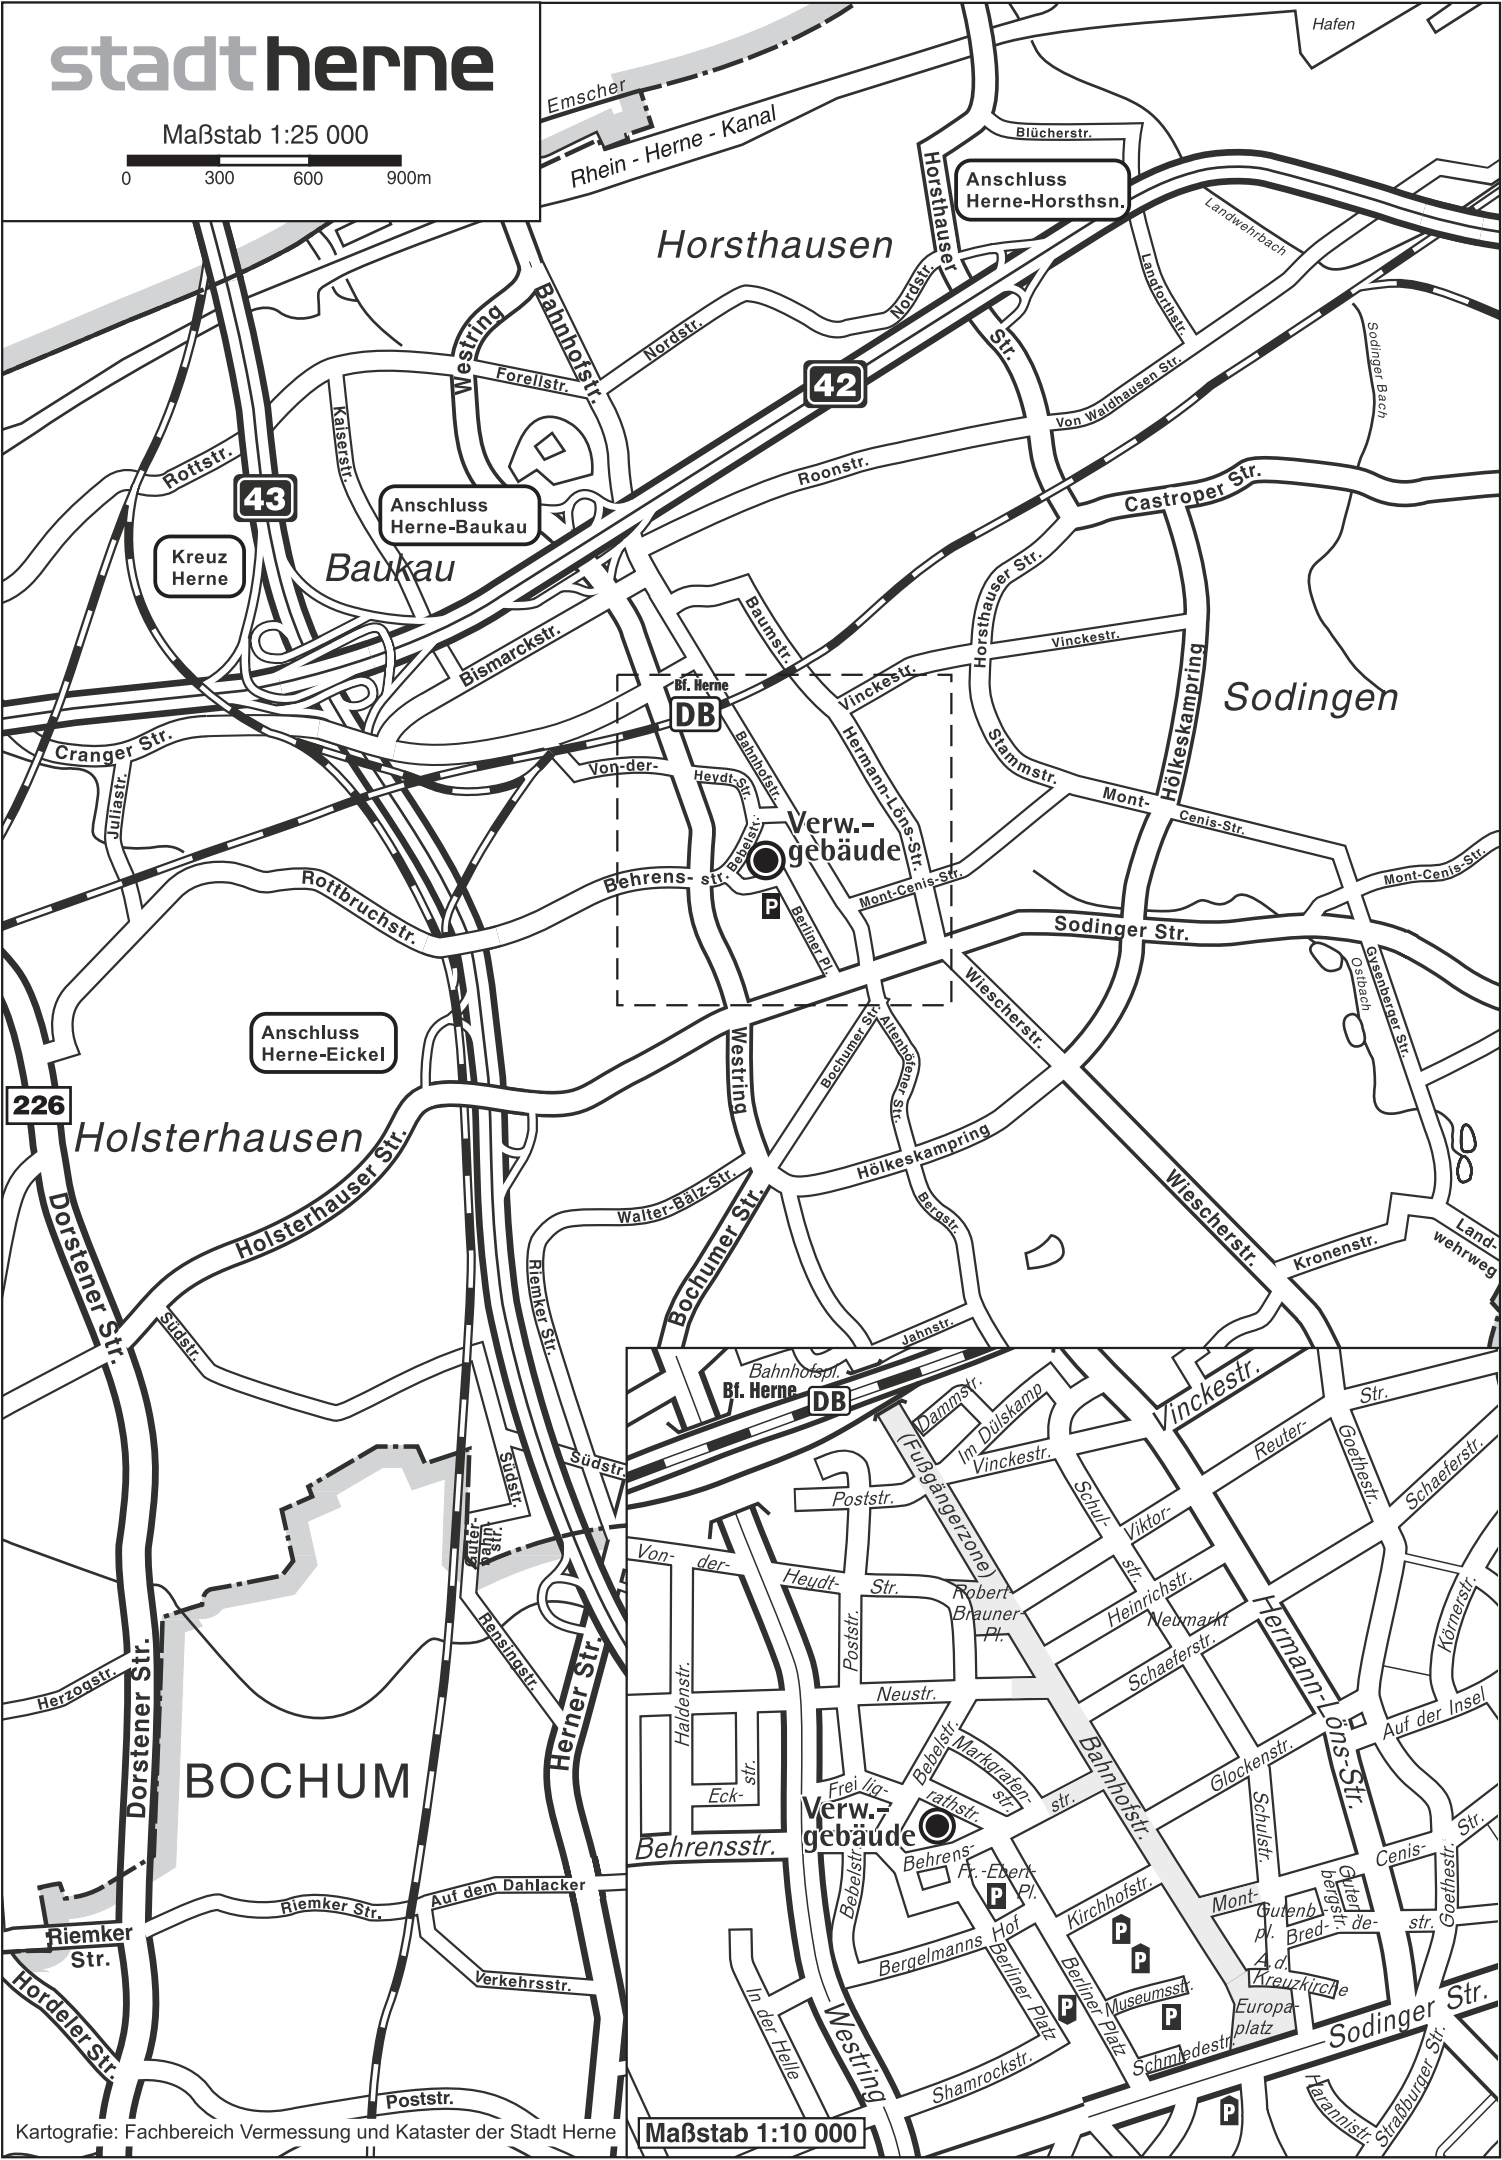 stadtherne
Maßstab 1:25 000
0 300 600 900m
Hafen
Emscher
Rhein - Herne - Kanal
Blücherstr.
Horsthauser
Anschluss
Herne-Horsthsn.
Landwehrbach
Horsthausen
Nordstr.
Langforthstr.
Bahnhofstr.
Westring
Nordstr.
Str.
Sodinger Bach
Forellstr.
42
Von Waldhausen Str.
Kaiserstr.
Rottstr.
Roonstr.
43
Castroper Str.
Anschluss
Herne-Baukau
Kreuz
Herne
Baukau
Horsthauser Str.
Baumstr.
Bismarckstr.
Vinckestr.
Vinckestr.
Hölkeskampring
Sodingen
Bf. Herne
DB
Cranger Str.
Von-der-
Heydt-Str.
Bahnhofstr.
Hermann-Löns-Str.
Stammstr.
Juliastr.
Mont-
Cenis-Str.
Verw.-
gebäude
Bebelstr.
Behrens-
str.
Mont-Cenis-Str.
Mont-Cenis-Str.
Rottbruchstr.
P
Berliner Pl.
Sodinger Str.
Wiescherstr.
Ostbach
Gysenberger Str.
Anschluss
Herne-Eickel
Westring
Bochumer Str.
Altenhöfener Str.
226
Holsterhausen
Hölkeskampring
Holsterhauser Str.
Dorstener Str.
Walter-Bälz-Str.
Bochumer Str.
Bergstr.
Wiescherstr.
Kronenstr.
Land-
wehrweg
Riemker Str.
Südstr.
Jahnstr.
Südstr.
Südstr.
Güter-
bahn-
str.
Rensingstr.
Herzogstr.
Dorstener Str.
Herner Str.
BOCHUM
Riemker Str.
Auf dem Dahlacker
Riemker
Str.
Verkehrsstr.
Hordeler Str.
Poststr.
Kartografie: Fachbereich Vermessung und Kataster der Stadt Herne
Bahnhofspl.
Bf. Herne
DB
Dammstr.
Im Dülskamp
Vinckestr.
Str.
Reuter-
Goethestr.
Schaeferstr.
(Fußgängerzone)
Vinckestr.
Poststr.
Schul-
str.
Viktor-
Von-
der-
Heydt-
Str.
Robert-
Brauner-
Pl.
Heinrichstr.
Neumarkt
Körnerstr.
Poststr.
Schaeferstr.
Hermann-
Löns-Str.
Haldenstr.
Neustr.
Auf der Insel
Bebelstr.
Markgrafen-
str.
Bahnhofstr.
Glockenstr.
Eck-
str.
Freilig-
rathstr.
str.
Verw.-
gebäude
Behrensstr.
Behrens-
Schulstr.
Str.
Cenis-
Bebelstr.
Fr.-Ebert-
Pl.
P
Kirchhofstr.
Mont-
Guten-
bergstr.
Goethestr.
Gutenb.-
pl.
Bred-
de-
str.
Bergelmanns Hof
P
P
A. d.
Kreuzkirche
In der Helle
Berliner Platz
Berliner Platz
P
Museumsstr.
P
Europa-
platz
Sodinger Str.
Westring
Schmiedestr.
Shamrockstr.
P
Harannistr.
Straßburger Str.
Maßstab 1:10 000